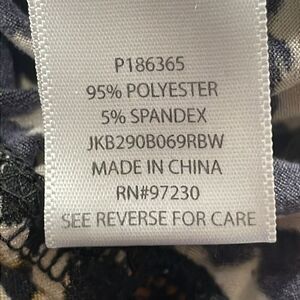 P186365
95% POLYESTER
5% SPANDEX
JKB290B069RBW
MADE IN CHINA
RN#97230
SEE REVERSE FOR CARE